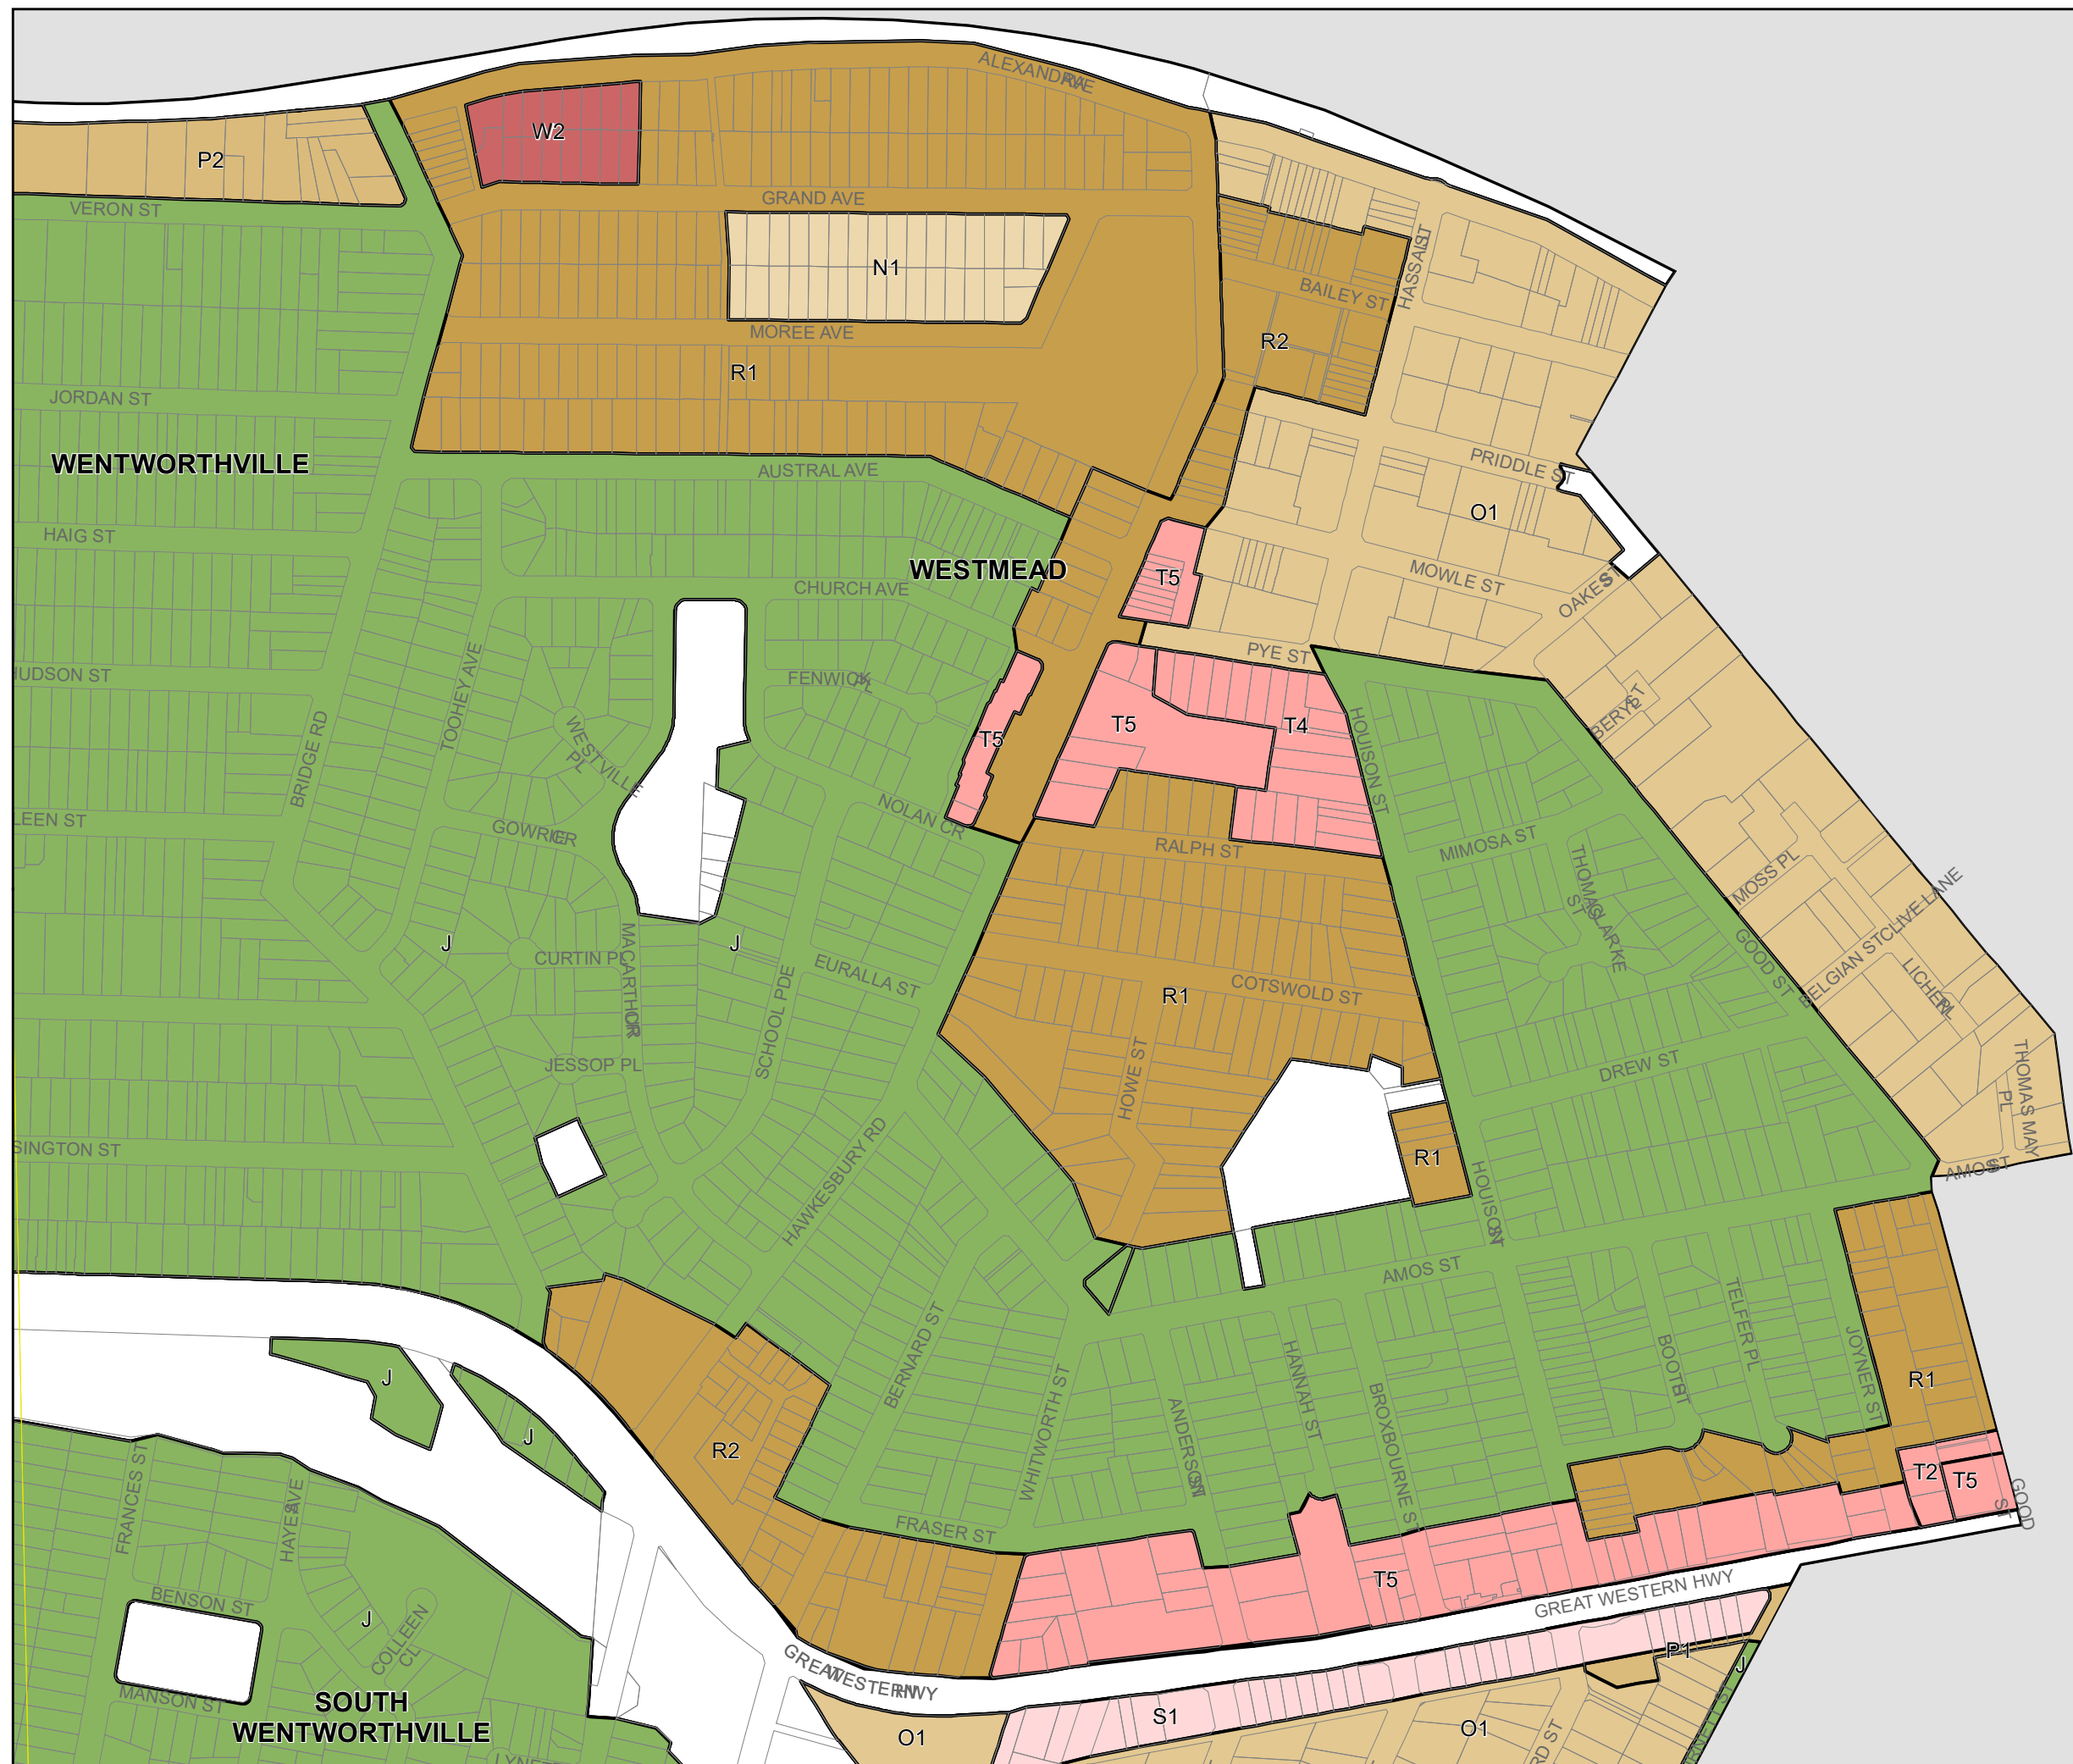 ALEXANDRA
AVE
W2
P2
GRAND AVE
VERON ST
HASSALL
ST
N1
BAILEY ST
MOREE AVE
R2
R1
JORDAN ST
WENTWORTHVILLE
AUSTRAL AVE
PRIDDLE ST
O1
HAIG ST
WESTMEAD
T5
MOWLE ST
OAKES
ST
CHURCH AVE
PYE ST
HUDSON ST
FENWICK
PL
TOOHEY AVE
BERYL
ST
T5
T4
T5
HOUISON ST
BRIDGE RD
WESTVILLE
PL
NOLAN CR
LEEN ST
GOWRIE
CR
RALPH ST
MIMOSA ST
THOMAS
CLARKE
ST
MOSS PL
CLIVE LANE
J
J
MACARTHUR
CR
CURTIN PL
EURALLA ST
SCHOOL PDE
R1
COTSWOLD ST
GOOD ST
BELGIAN ST
LICHEN
PL
JESSOP PL
HOWE ST
DREW ST
THOMAS MAY
PL
SINGTON ST
HAWKESBURY RD
R1
HOUISON
ST
AMOS
ST
AMOS ST
BERNARD ST
WHITWORTH ST
ANDERSON
ST
HANNAH ST
BROXBOURNE ST
BOOTH
ST
TELFER PL
JOYNER ST
R1
J
J
R2
T2
T5
GOOD
ST
FRANCES ST
HAYES
AVE
FRASER ST
T5
GREAT WESTERN HWY
BENSON ST
J
COLLEEN
CL
GREAT
WESTERN
HWY
P1
J
MANSON ST
SOUTH
WENTWORTHVILLE
S1
O1
O1
RD ST